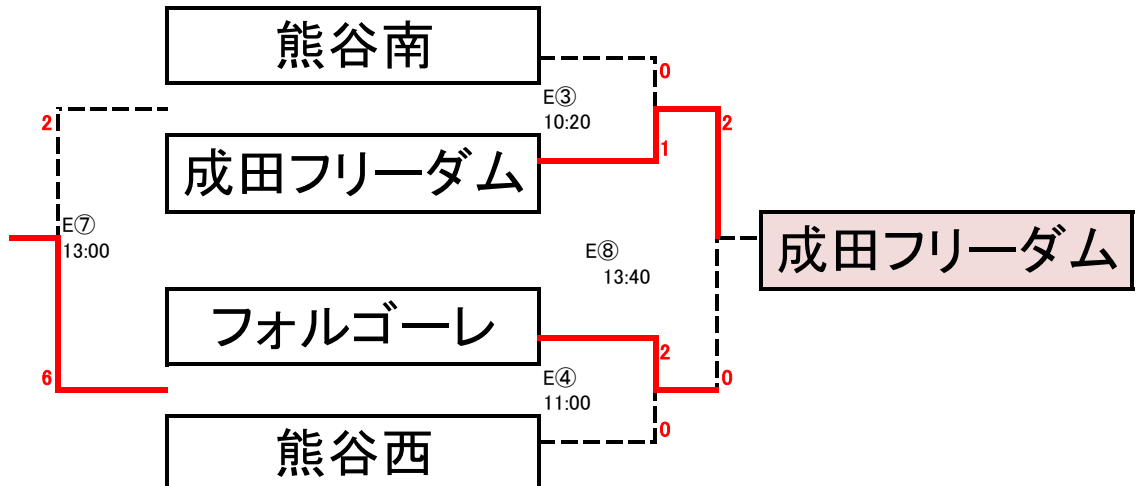 熊谷南
0
E③
10:20
2
2
1
成田フリーダム
E⑦
13:00
E⑧
13:40
成田フリーダム
フォルゴーレ
2
6
E④
11:00
0
0
熊谷西